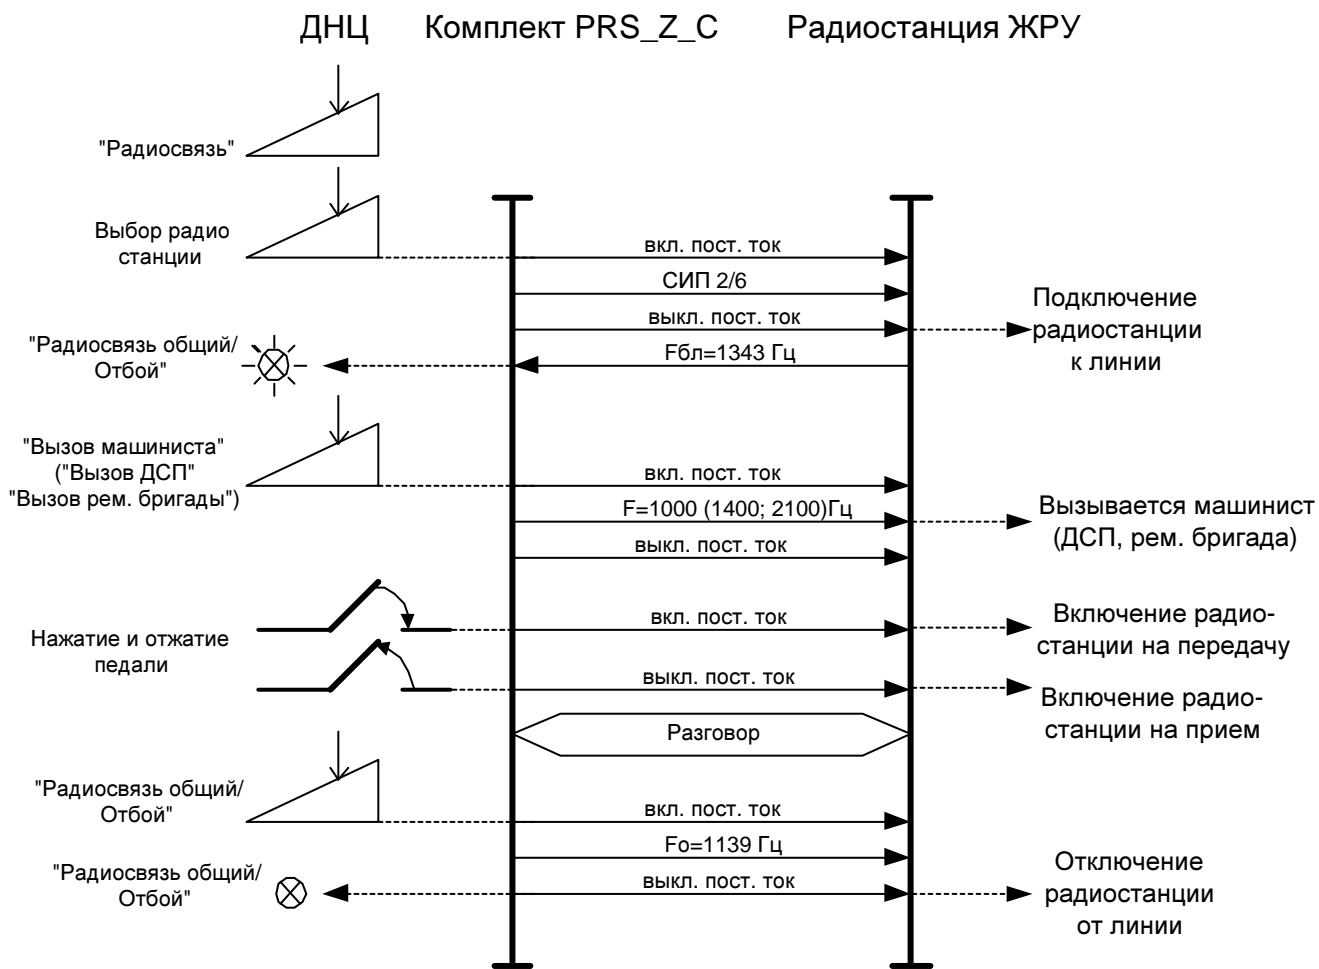 ДНЦ Комплект PRS_Z_C Радиостанция ЖРУ
"Радиосвязь"
Выбор радио
станции
вкл. пост. ток
СИП 2/6
выкл. пост. ток
Подключение
радиостанции
к линии
"Радиосвязь общий/
Отбой"
Fбл=1343 Гц
"Вызов машиниста"
("Вызов ДСП"
"Вызов рем. бригады")
вкл. пост. ток
F=1000 (1400; 2100)Гц
выкл. пост. ток
Вызывается машинист
(ДСП, рем. бригада)
Нажатие и отжатие
педали
вкл. пост. ток
Включение радио-
станции на передачу
выкл. пост. ток
Включение радио-
станции на прием
Разговор
"Радиосвязь общий/
Отбой"
вкл. пост. ток
Fо=1139 Гц
"Радиосвязь общий/
Отбой"
выкл. пост. ток
Отключение
радиостанции
от линии